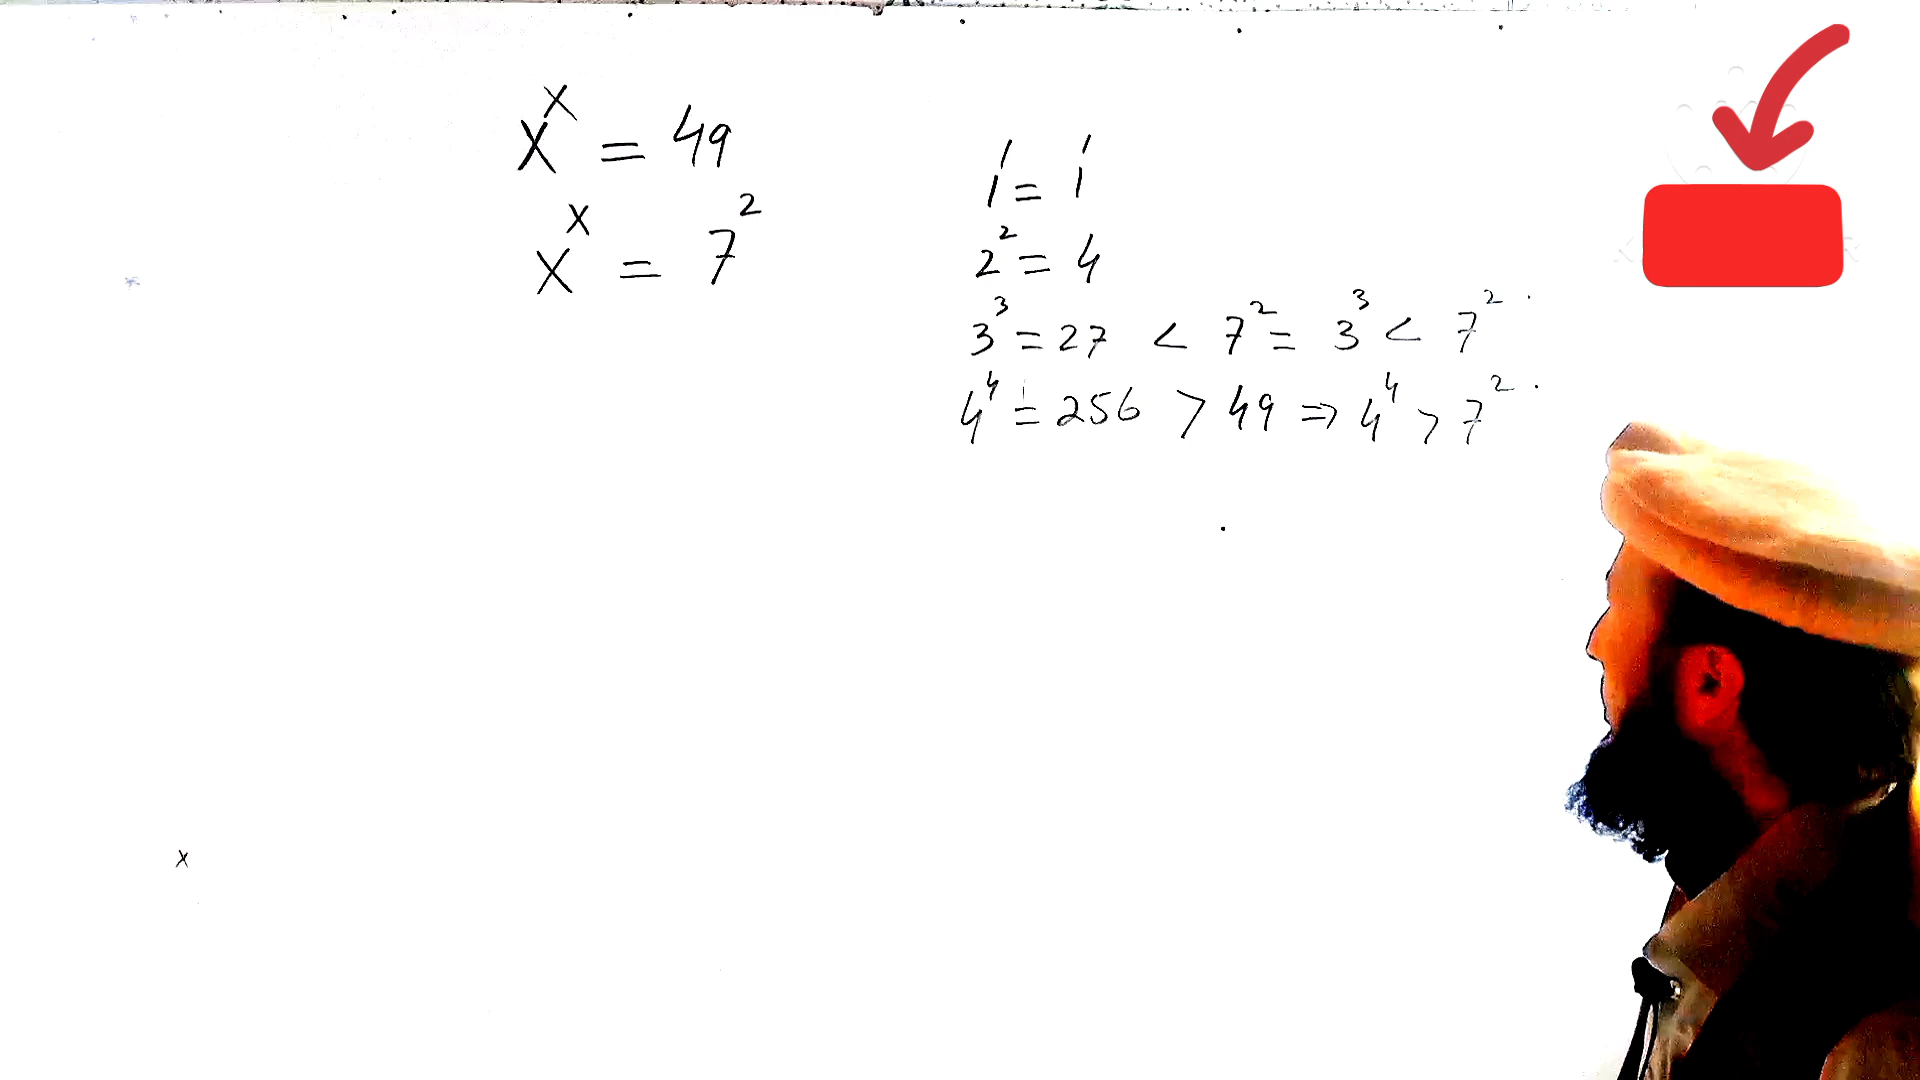 x^x = 49
x^x = 7^2
1^1 = 1^1
2^2 = 4
3^3 = 27 < 7^2 = 3^3 < 7^2
4^4 = 256 > 49 ⇒ 4^4 > 7^2
x